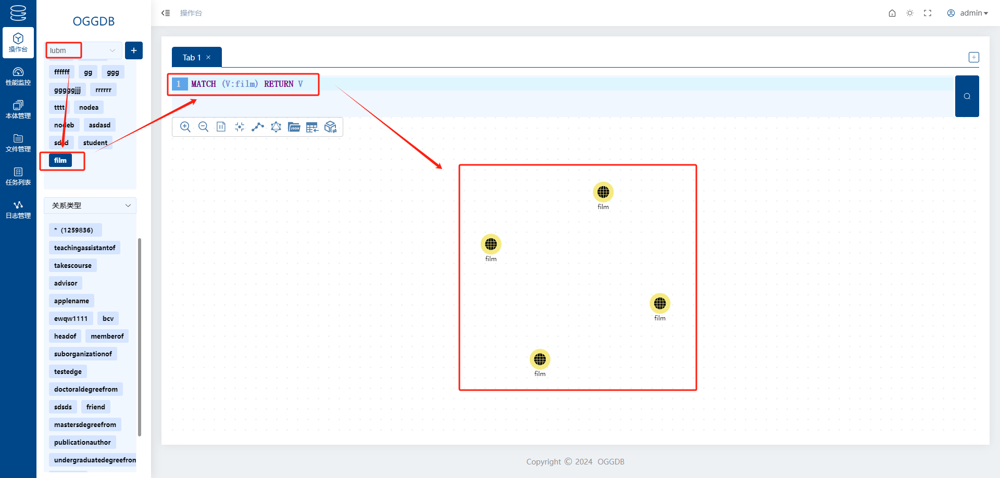 操作台
性能监控
本体管理
文件管理
任务列表
日志管理
OGGDB
lubm
ffffff gg ggg
gggggjjj rrrrrr
tttt nodea
nodeb asdasd
student
film
关系类型
* (1259836)
teachingassistantof
takescourse
advisor
applename
ewqw1111 bcv
headof memberof
suborganizationof
testedge
doctoraldegreefrom
sdsds friend
mastersdegreefrom
publicationauthor
undergraduatedegreefrom
操作台
admin
Tab 1 ×
1 MATCH (V:film) RETURN V
JSON
film
film
film
film
Copyright © 2024 OGGDB